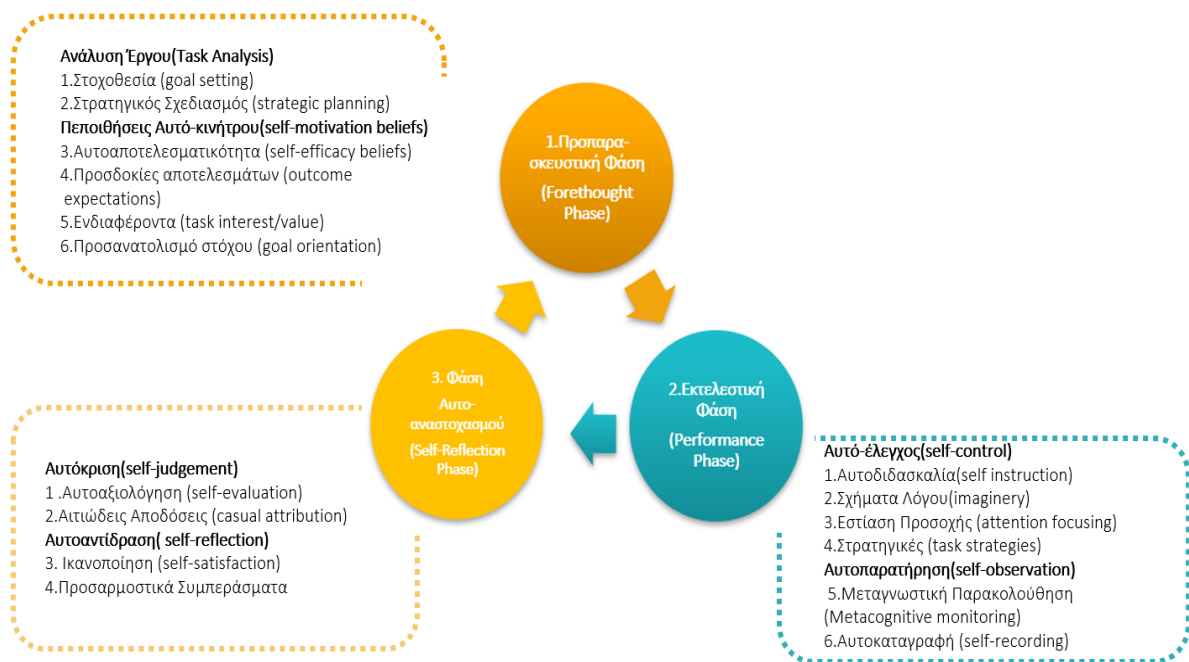 Ανάλυση Έργου(Task Analysis)
1.Στοχοθεσία (goal setting)
2.Στρατηγικός Σχεδιασμός (strategic planning)
Πεποιθήσεις Αυτό-κινήτρου(self-motivation beliefs)
3.Αυτοαποτελεσματικότητα (self-efficacy beliefs)
4.Προσδοκίες αποτελεσμάτων (outcome
expectations)
5.Ενδιαφέροντα (task interest/value)
6.Προσανατολισμό στόχου (goal orientation)
1.Προπαρα-
σκευστική Φάση
(Forethought
Phase)
2.Εκτελεστική
Φάση
(Performance
Phase)
Αυτό-έλεγχος(self-control)
1.Αυτοδιδασκαλία(self instruction)
2.Σχήματα Λόγου(imaginery)
3.Εστίαση Προσοχής (attention focusing)
4.Στρατηγικές (task strategies)
Αυτοπαρατήρηση(self-observation)
5.Μεταγνωστική Παρακολούθηση
(Metacognitive monitoring)
6.Αυτοκαταγραφή (self-recording)
3. Φάση
Αυτο-
αναστοχασμού
(Self-Reflection
Phase)
Αυτόκριση(self-judgement)
1 .Αυτοαξιολόγηση (self-evaluation)
2.Αιτιώδεις Αποδόσεις (casual attribution)
Αυτοαντίδραση( self-reflection)
3. Ικανοποίηση (self-satisfaction)
4.Προσαρμοστικά Συμπεράσματα